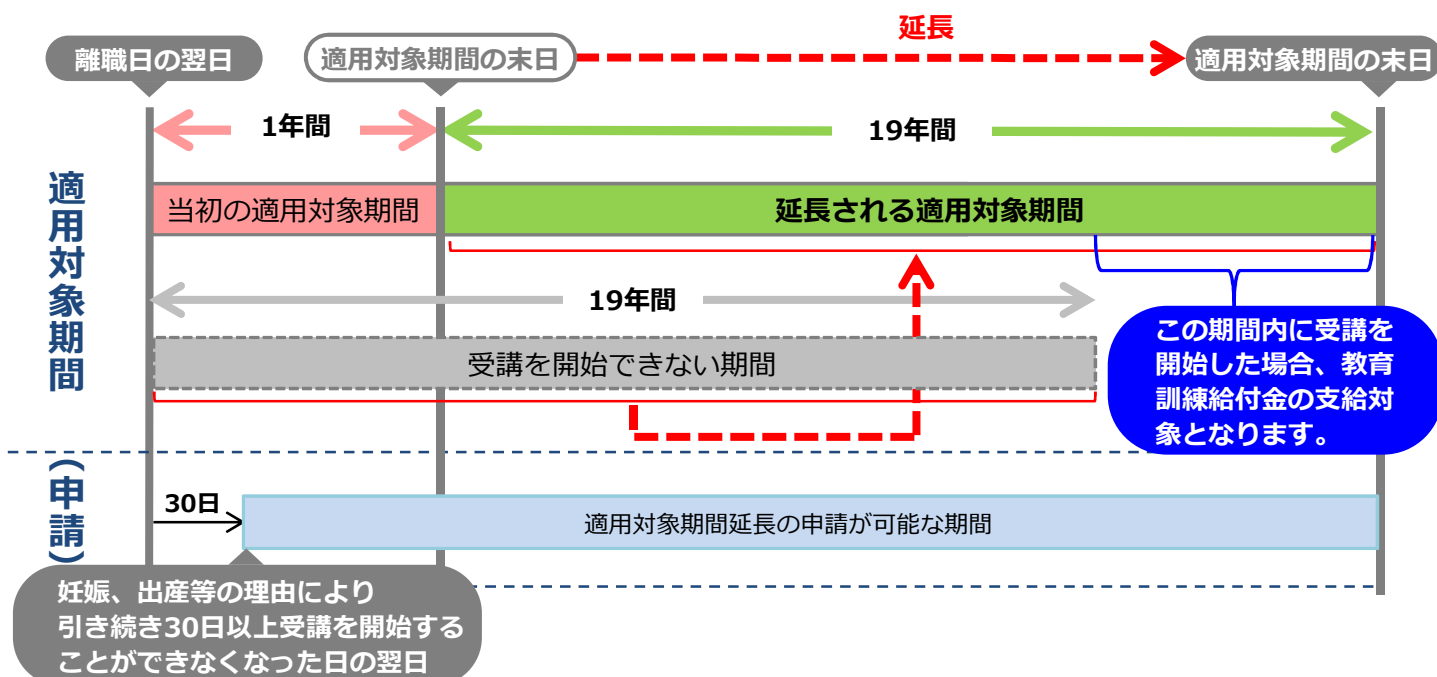 延長
離職日の翌日
適用対象期間の末日
適用対象期間の末日
1年間
19年間
適用対象期間
当初の適用対象期間
延長される適用対象期間
19年間
受講を開始できない期間
この期間内に受講を
開始した場合、教育
訓練給付金の支給対
象となります。
（申請）
30日
適用対象期間延長の申請が可能な期間
妊娠、出産等の理由により
引き続き30日以上受講を開始する
ことができなくなった日の翌日